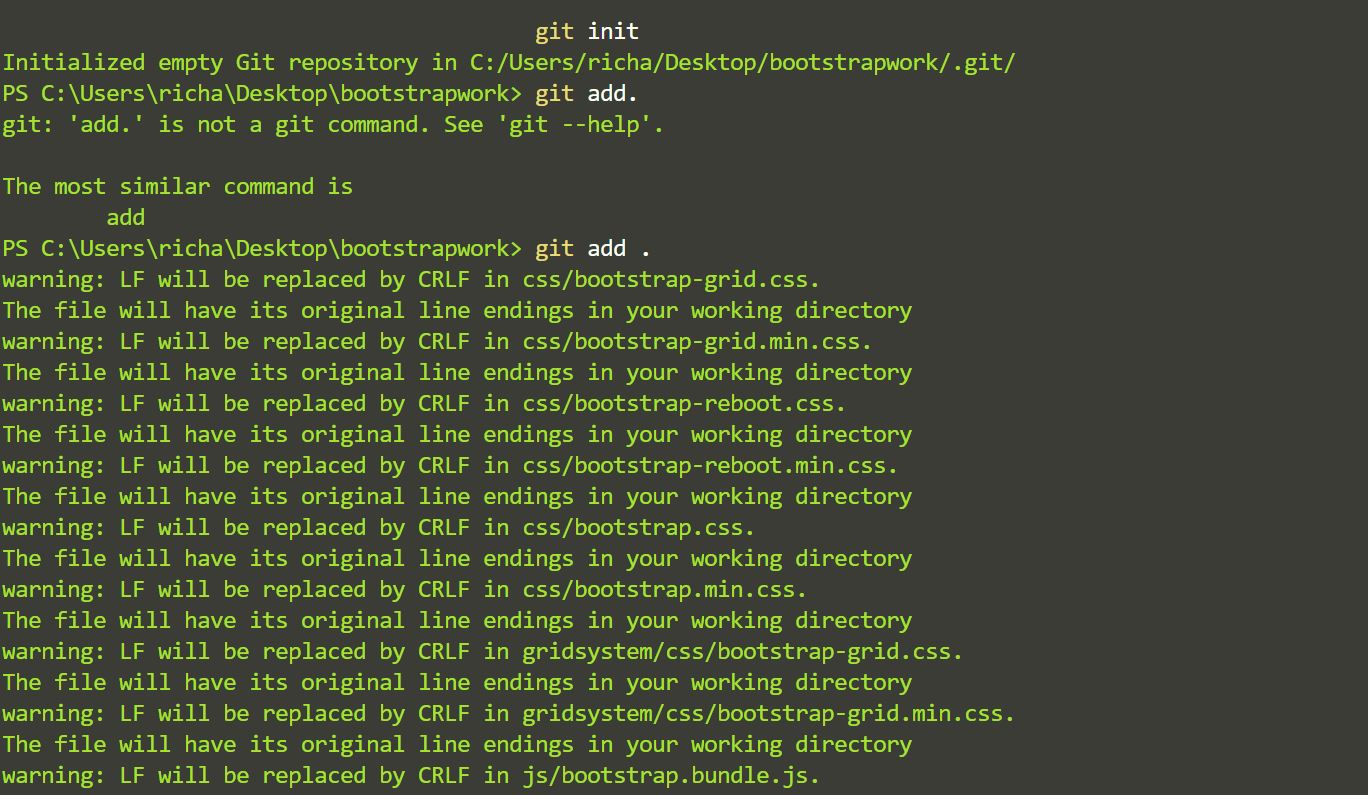 git init
Initialized empty Git repository in C:/Users/richa/Desktop/bootstrapwork/.git/
PS C:\Users\richa\Desktop\bootstrapwork> git add.
git: 'add.' is not a git command. See 'git --help'.
The most similar command is
add
PS C:\Users\richa\Desktop\bootstrapwork> git add .
warning: LF will be replaced by CRLF in css/bootstrap-grid.css.
The file will have its original line endings in your working directory
warning: LF will be replaced by CRLF in css/bootstrap-grid.min.css.
The file will have its original line endings in your working directory
warning: LF will be replaced by CRLF in css/bootstrap-reboot.css.
The file will have its original line endings in your working directory
warning: LF will be replaced by CRLF in css/bootstrap-reboot.min.css.
The file will have its original line endings in your working directory
warning: LF will be replaced by CRLF in css/bootstrap.css.
The file will have its original line endings in your working directory
warning: LF will be replaced by CRLF in css/bootstrap.min.css.
The file will have its original line endings in your working directory
warning: LF will be replaced by CRLF in gridsystem/css/bootstrap-grid.css.
The file will have its original line endings in your working directory
warning: LF will be replaced by CRLF in gridsystem/css/bootstrap-grid.min.css.
The file will have its original line endings in your working directory
warning: LF will be replaced by CRLF in js/bootstrap.bundle.js.